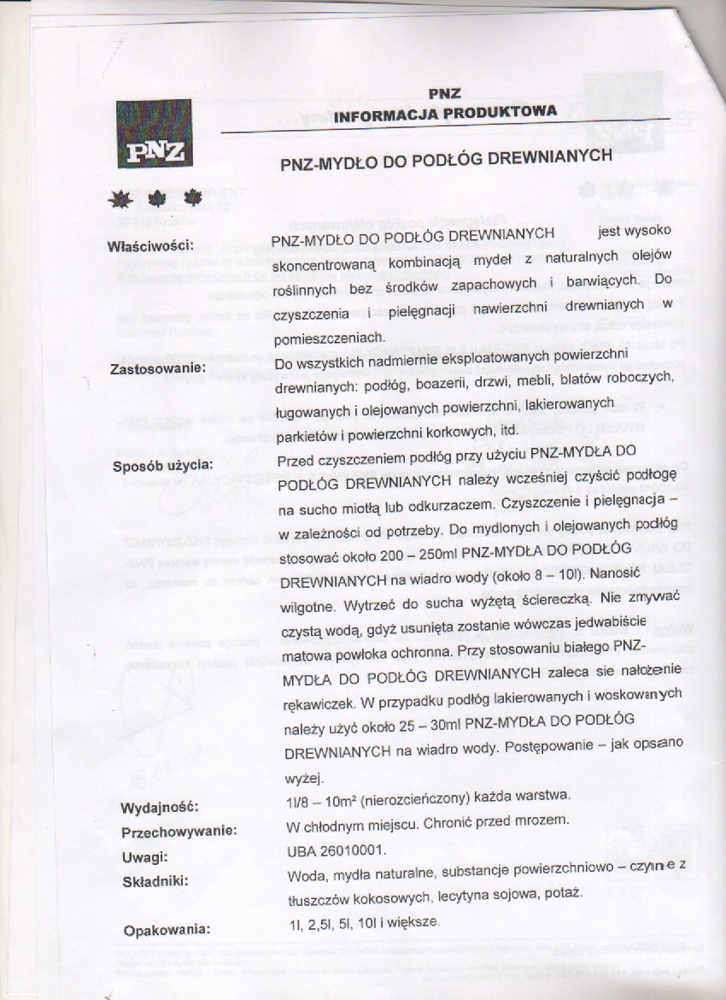 PNZ
INFORMACJA PRODUKTOWA
PNZ
PNZ-MYDŁO DO PODŁÓG DREWNIANYCH
Właściwości: PNZ-MYDŁO DO PODŁÓG DREWNIANYCH jest wysoko
skoncentrowaną kombinacją mydeł z naturalnych olejów
roślinnych bez środków zapachowych i barwiących. Do
czyszczenia i pielęgnacji nawierzchni drewnianych w
pomieszczeniach.
Zastosowanie: Do wszystkich nadmiernie eksploatowanych powierzchni
drewnianych: podłóg, boazerii, drzwi, mebli, blatów roboczych,
ługowanych i olejowanych powierzchni, lakierowanych
parkietów i powierzchni korkowych, itd.
Sposób użycia: Przed czyszczeniem podłóg przy użyciu PNZ-MYDŁA DO
PODŁÓG DREWNIANYCH należy wcześniej czyścić podłogę
na sucho miotłą lub odkurzaczem. Czyszczenie i pielęgnacja –
w zależności od potrzeby. Do mydlonych i olejowanych podłóg
stosować około 200 – 250ml PNZ-MYDŁA DO PODŁÓG
DREWNIANYCH na wiadro wody (około 8 – 10l). Nanosić
wilgotne. Wytrzeć do sucha wyżętą ściereczką. Nie zmywać
czystą wodą, gdyż usunięta zostanie wówczas jedwabiście
matowa powłoka ochronna. Przy stosowaniu białego PNZ-
MYDŁA DO PODŁÓG DREWNIANYCH zaleca sie nałożenie
rękawiczek. W przypadku podłóg lakierowanych i woskowanych
należy użyć około 25 – 30ml PNZ-MYDŁA DO PODŁÓG
DREWNIANYCH na wiadro wody. Postępowanie – jak opisano
wyżej.
Wydajność: 1l/8 – 10m² (nierozcieńczony) każda warstwa.
Przechowywanie: W chłodnym miejscu. Chronić przed mrozem.
Uwagi: UBA 26010001.
Składniki: Woda, mydła naturalne, substancje powierzchniowo – czynne z
tłuszczów kokosowych, lecytyna sojowa, potaż.
Opakowania: 1l, 2,5l, 5l, 10l i większe.